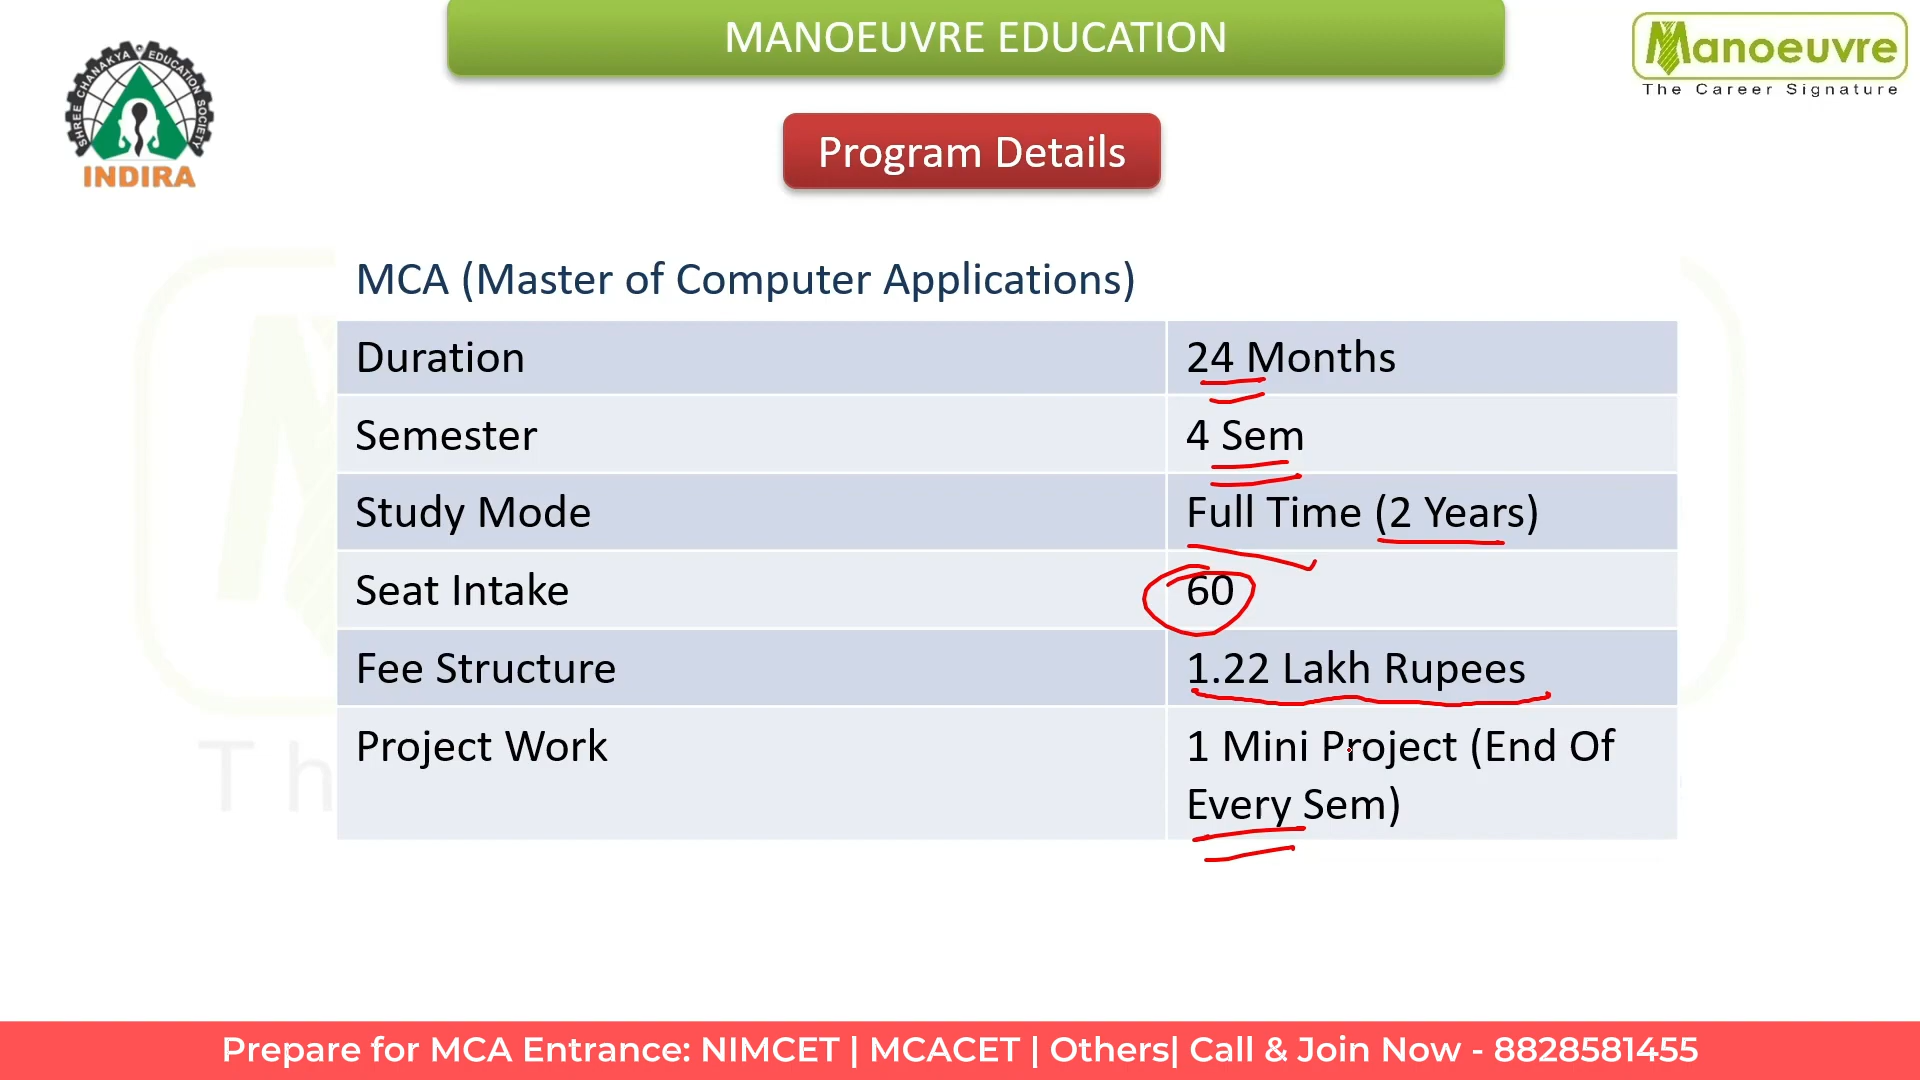 MANOEUVRE EDUCATION
SHREE CHANAKYA EDUCATION SOCIETY
INDIRA
Manoeuvre
The Career Signature
Program Details
MCA (Master of Computer Applications)
Duration 24 Months
Semester 4 Sem
Study Mode Full Time (2 Years)
Seat Intake 60
Fee Structure 1.22 Lakh Rupees
Project Work 1 Mini Project (End Of
Every Sem)
Th
Prepare for MCA Entrance: NIMCET | MCACET | Others| Call & Join Now - 8828581455